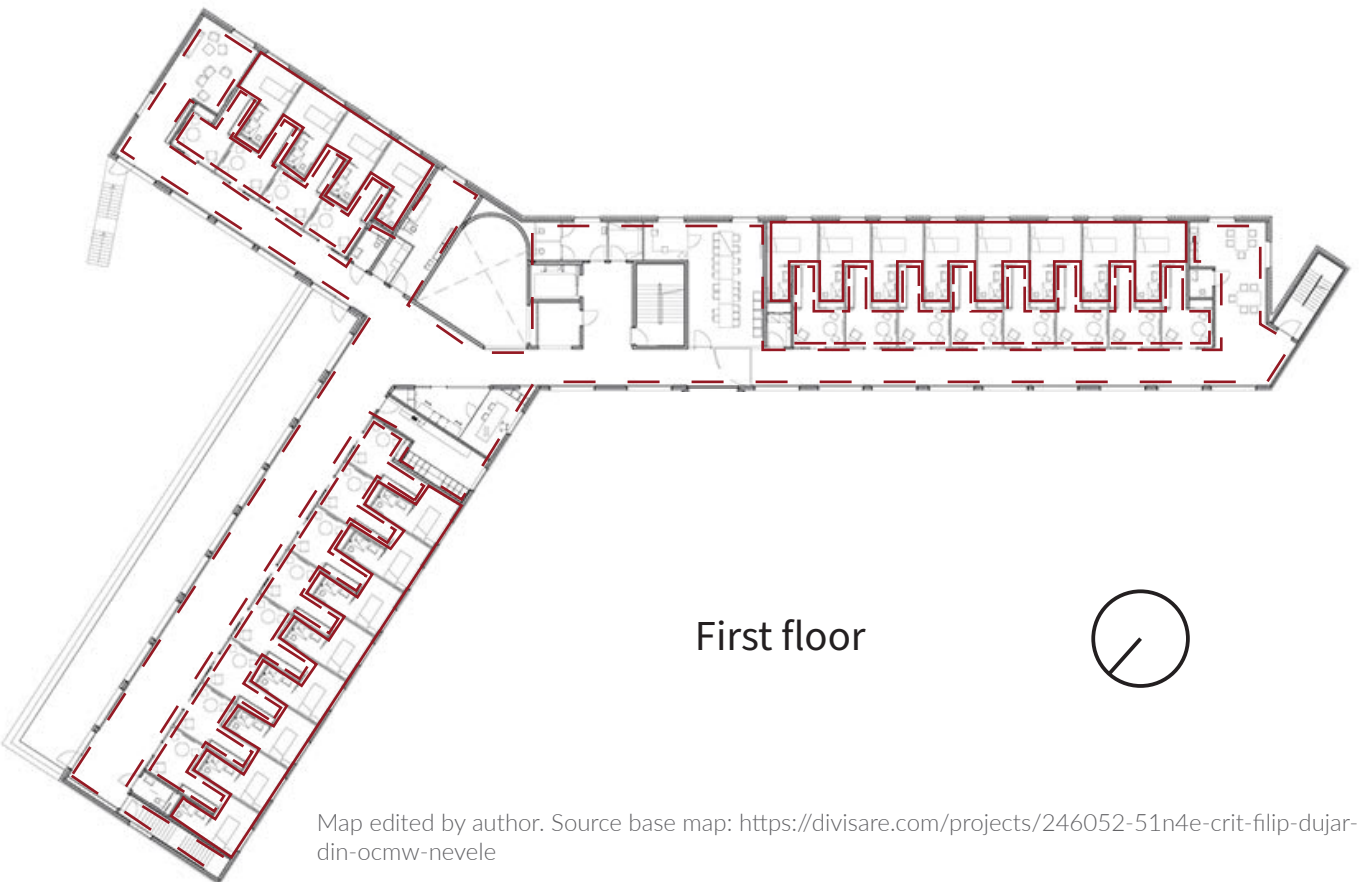 First floor
Map edited by author. Source base map: https://divisare.com/projects/246052-51n4e-crit-filip-dujar-
din-ocmw-nevele